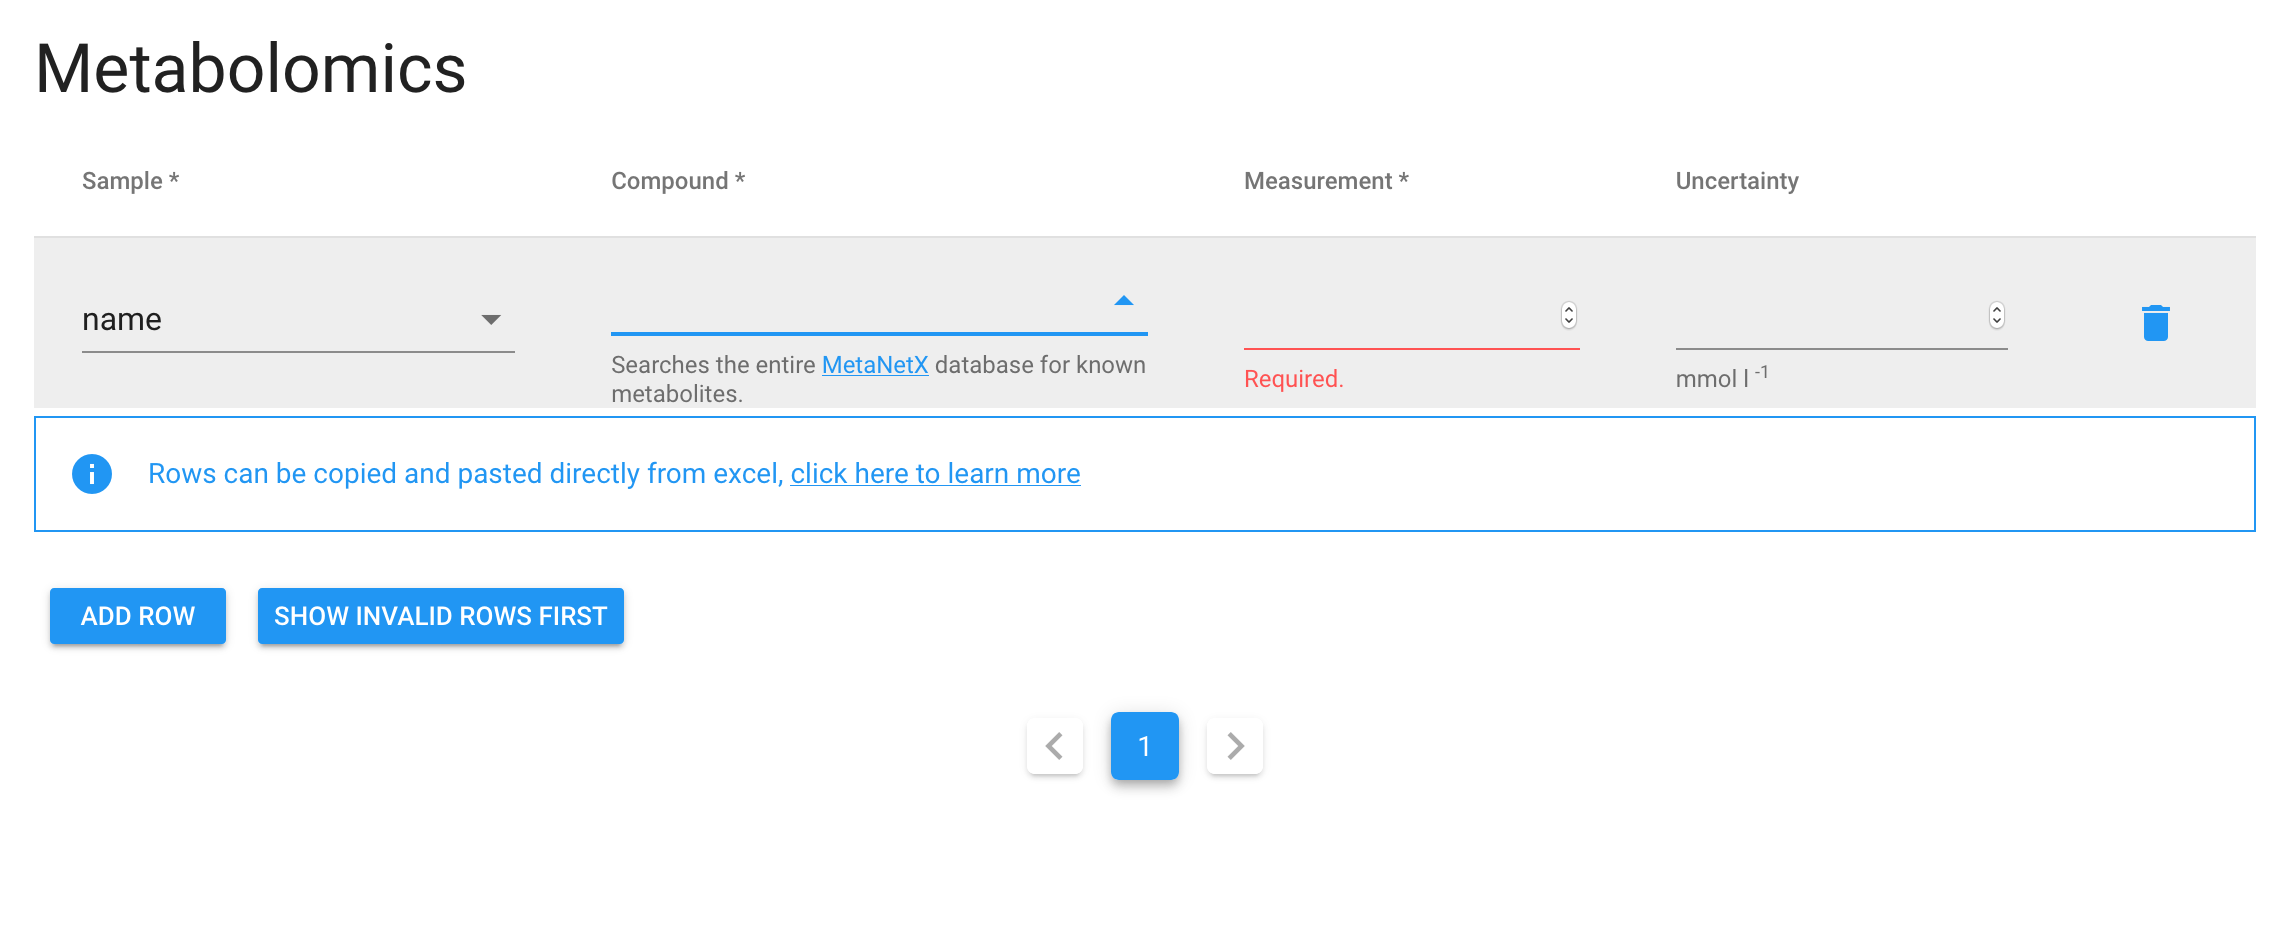 Metabolomics
Sample * Compound * Measurement * Uncertainty
name
Searches the entire MetaNetX database for known
metabolites.
Required.
mmol l -1
Rows can be copied and pasted directly from excel, click here to learn more
ADD ROW SHOW INVALID ROWS FIRST
1